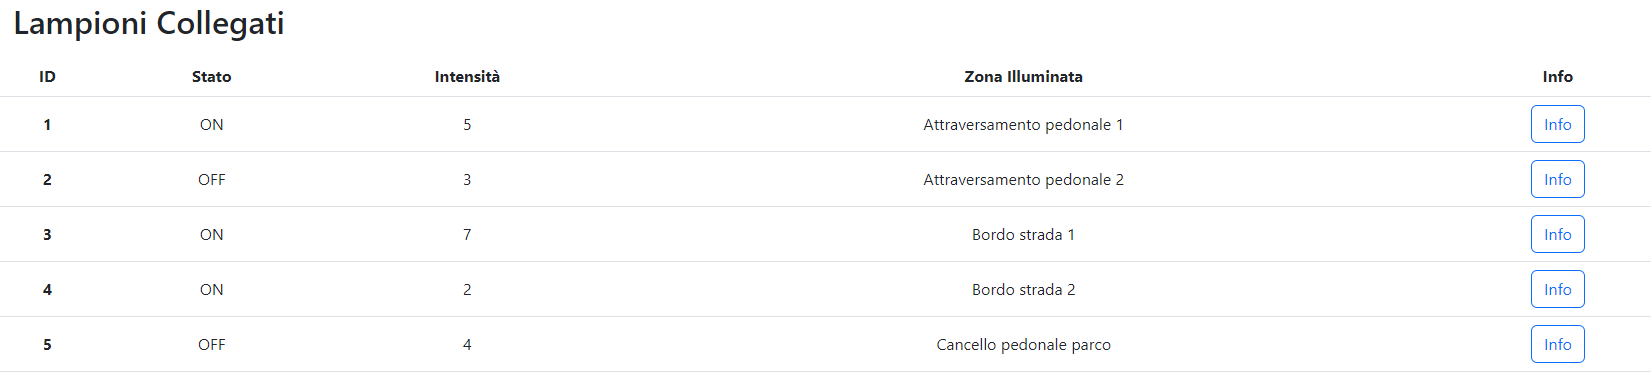 Lampioni Collegati
ID Stato Intensità Zona Illuminata Info
1 ON 5 Attraversamento pedonale 1 Info
2 OFF 3 Attraversamento pedonale 2 Info
3 ON 7 Bordo strada 1 Info
4 ON 2 Bordo strada 2 Info
5 OFF 4 Cancello pedonale parco Info